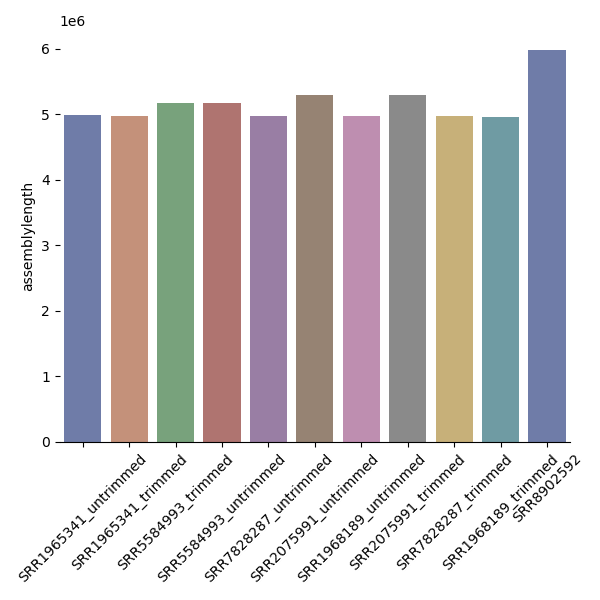 1e6
6
5
4
3
2
1
0
assemblylength
SRR1965341_untrimmed
SRR1965341_trimmed
SRR5584993_trimmed
SRR5584993_untrimmed
SRR7828287_untrimmed
SRR2075991_untrimmed
SRR1968189_untrimmed
SRR2075991_trimmed
SRR7828287_trimmed
SRR1968189_trimmed
SRR8902592